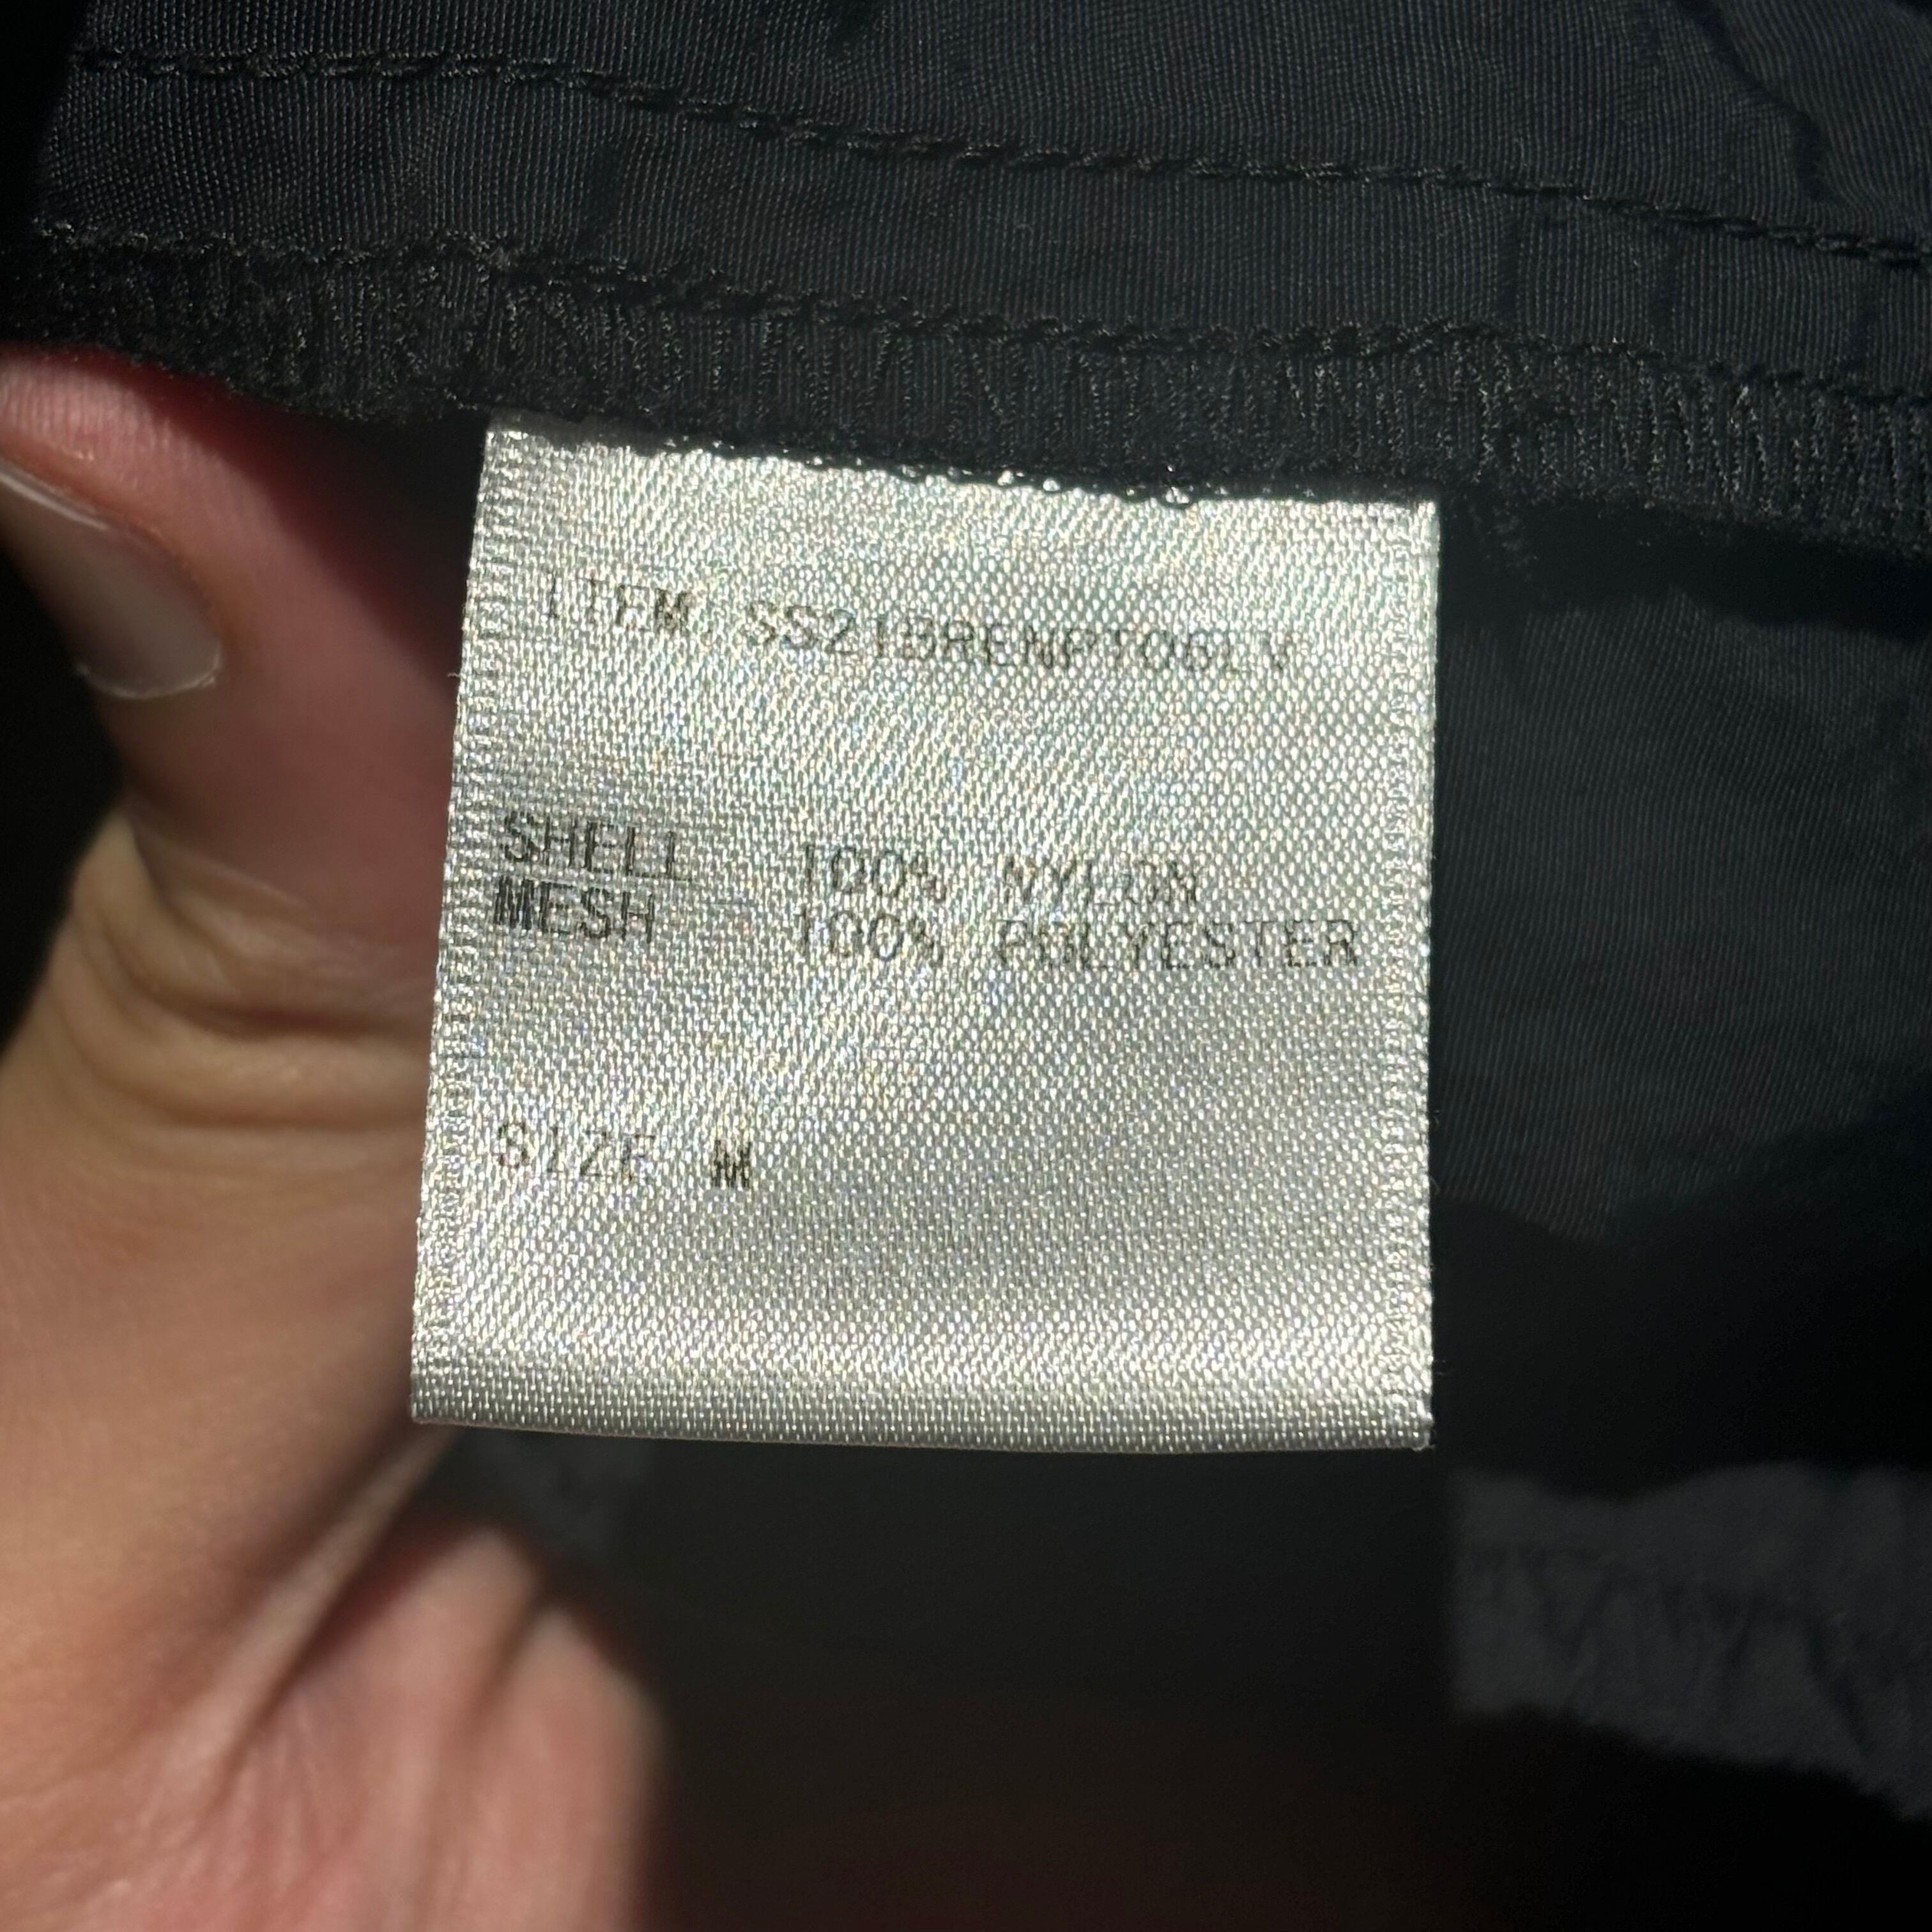 ITEM SS21BRENPT06LV
SHELL 100% NYLON
MESH 100% POLYESTER
SIZE M